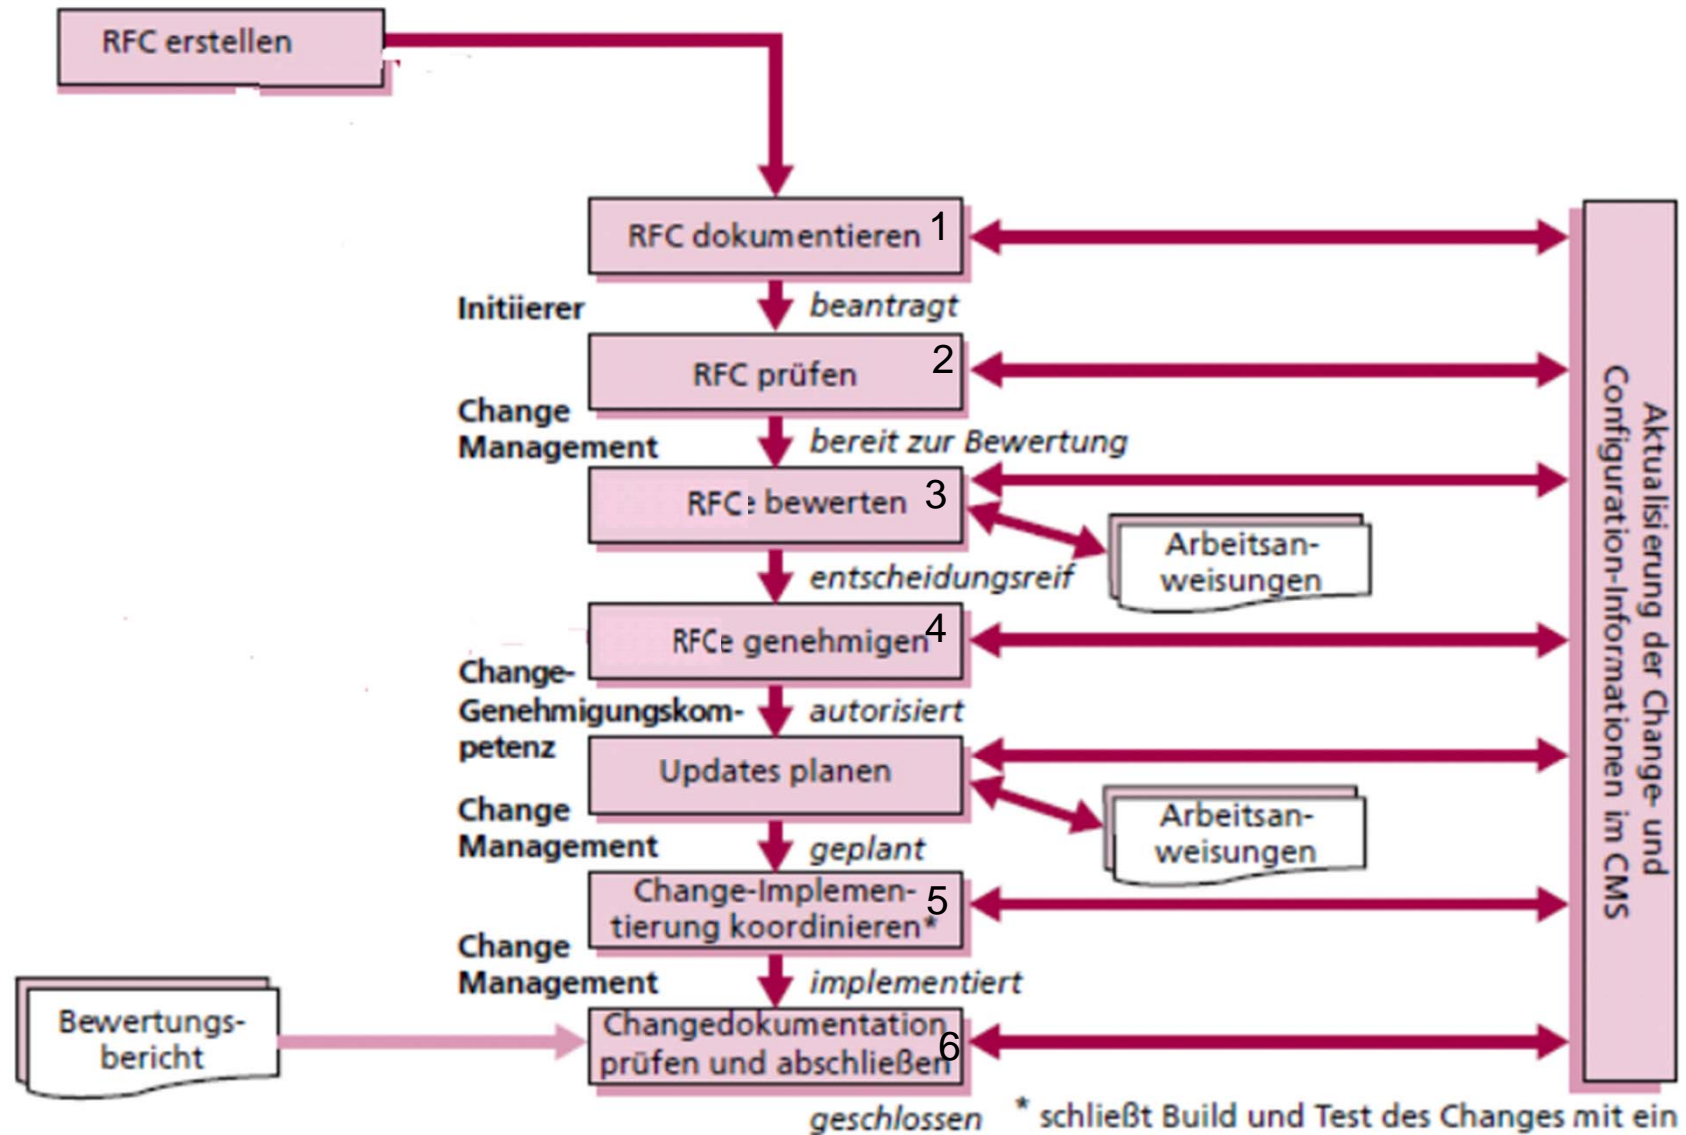 RFC erstellen
RFC dokumentieren 1
Initiierer
beantragt
RFC prüfen 2
Change
Management
bereit zur Bewertung
RFCe bewerten 3
Arbeitsan-
weisungen
entscheidungsreif
RFCe genehmigen 4
Change-
Genehmigungskom-
petenz
autorisiert
Updates planen
Change
Management
Arbeitsan-
weisungen
geplant
Change-Implemen-
tierung koordinieren* 5
Change
Management
implementiert
Bewertungs-
bericht
Changedokumentation
prüfen und abschließen 6
geschlossen
* schließt Build und Test des Changes mit ein
Aktualisierung der Change- und
Configuration-Informationen im CMS